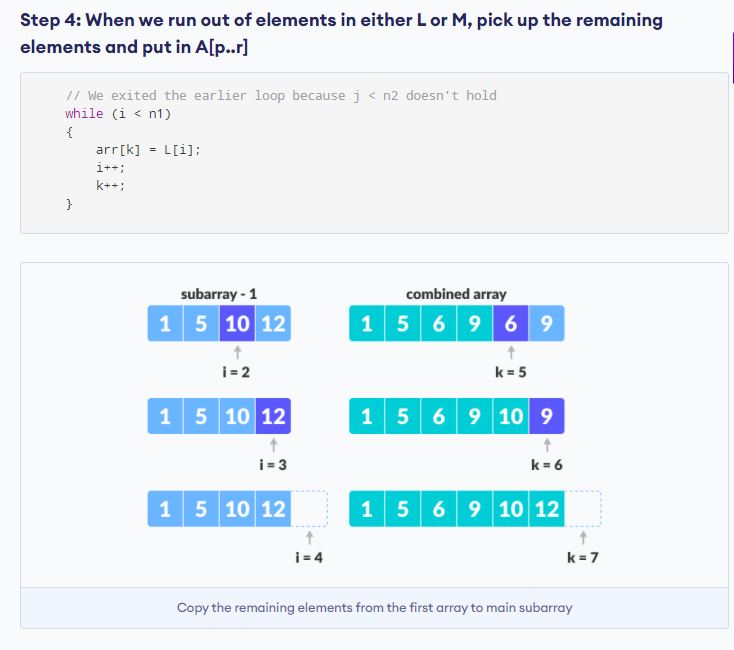 Step 4: When we run out of elements in either L or M, pick up the remaining
elements and put in A[p..r]
// We exited the earlier loop because j < n2 doesn't hold
while (i < n1)
{
arr[k] = L[i];
i++;
k++;
}
subarray - 1 combined array
1 5 10 12 1 5 6 9 6 9
i = 2 k = 5
1 5 10 12 1 5 6 9 10 9
i = 3 k = 6
1 5 10 12 1 5 6 9 10 12
i = 4 k = 7
Copy the remaining elements from the first array to main subarray